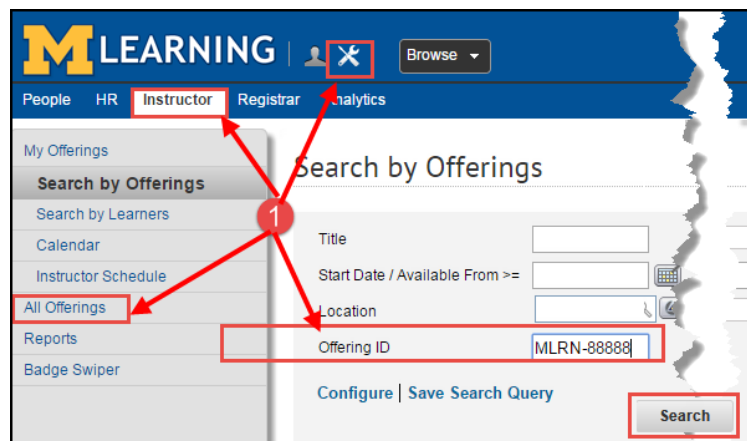 M LEARNING
Browse
People HR Instructor Registrar Analytics
My Offerings
Search by Offerings
Search by Learners
Calendar
Instructor Schedule
All Offerings
Reports
Badge Swiper
1
Search by Offerings
Title
Start Date / Available From >=
Location
Offering ID MLRN-88888
Configure | Save Search Query
Search